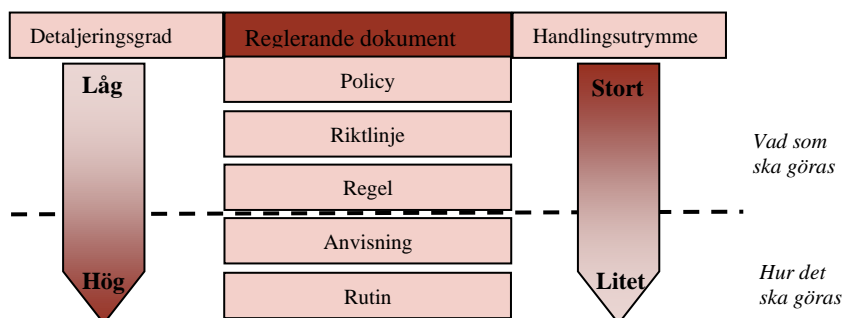 Detaljeringsgrad
Reglerande dokument
Handlingsutrymme
Låg
Policy
Stort
Riktlinje
Vad som
ska göras
Regel
Anvisning
Hög
Rutin
Litet
Hur det
ska göras